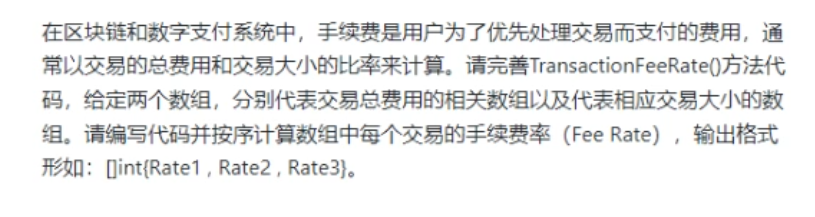 在区块链和数字支付系统中，手续费是用户为了优先处理交易而支付的费用，通
常以交易的总费用和交易大小的比率来计算。请完善TransactionFeeRate()方法代
码，给定两个数组，分别代表交易总费用的相关数组以及代表相应交易大小的数
组。请编写代码并按序计算数组中每个交易的手续费率（Fee Rate），输出格式
形如：[]int{Rate1 , Rate2 , Rate3}。